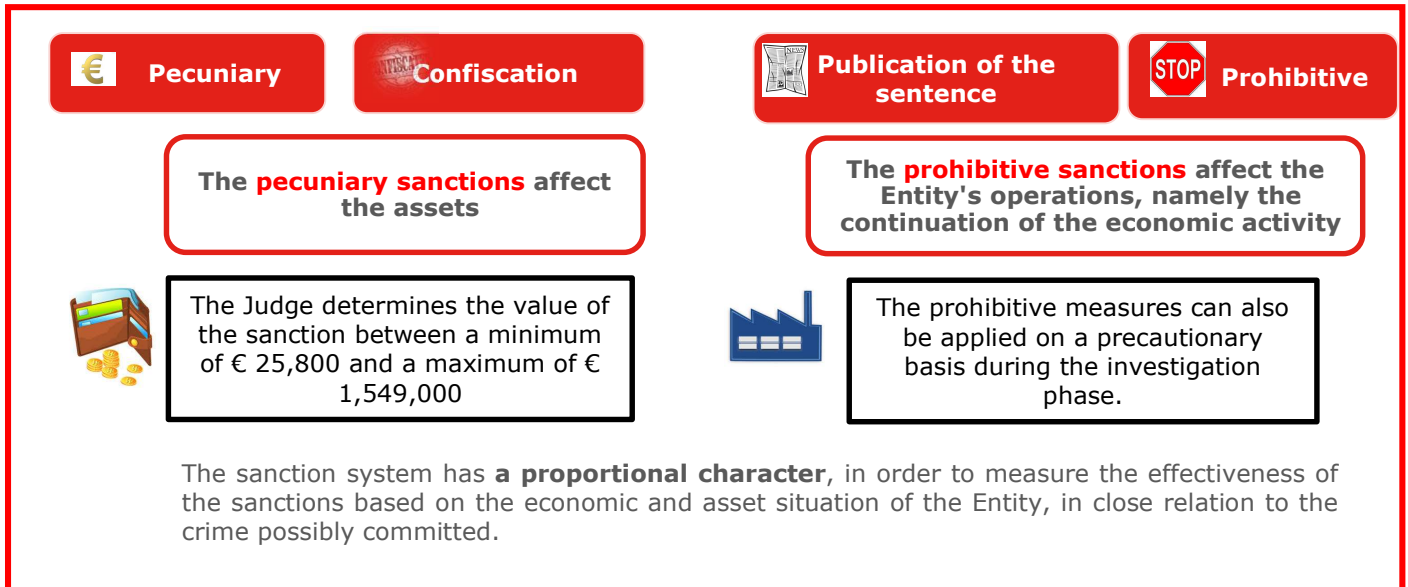 € Pecuniary
Confiscation
NEWS
Publication of the
sentence
STOP
Prohibitive
The pecuniary sanctions affect
the assets
The prohibitive sanctions affect the
Entity's operations, namely the
continuation of the economic activity
The Judge determines the value of
the sanction between a minimum
of € 25,800 and a maximum of €
1,549,000
The prohibitive measures can also
be applied on a precautionary
basis during the investigation
phase.
The sanction system has a proportional character, in order to measure the effectiveness of
the sanctions based on the economic and asset situation of the Entity, in close relation to the
crime possibly committed.